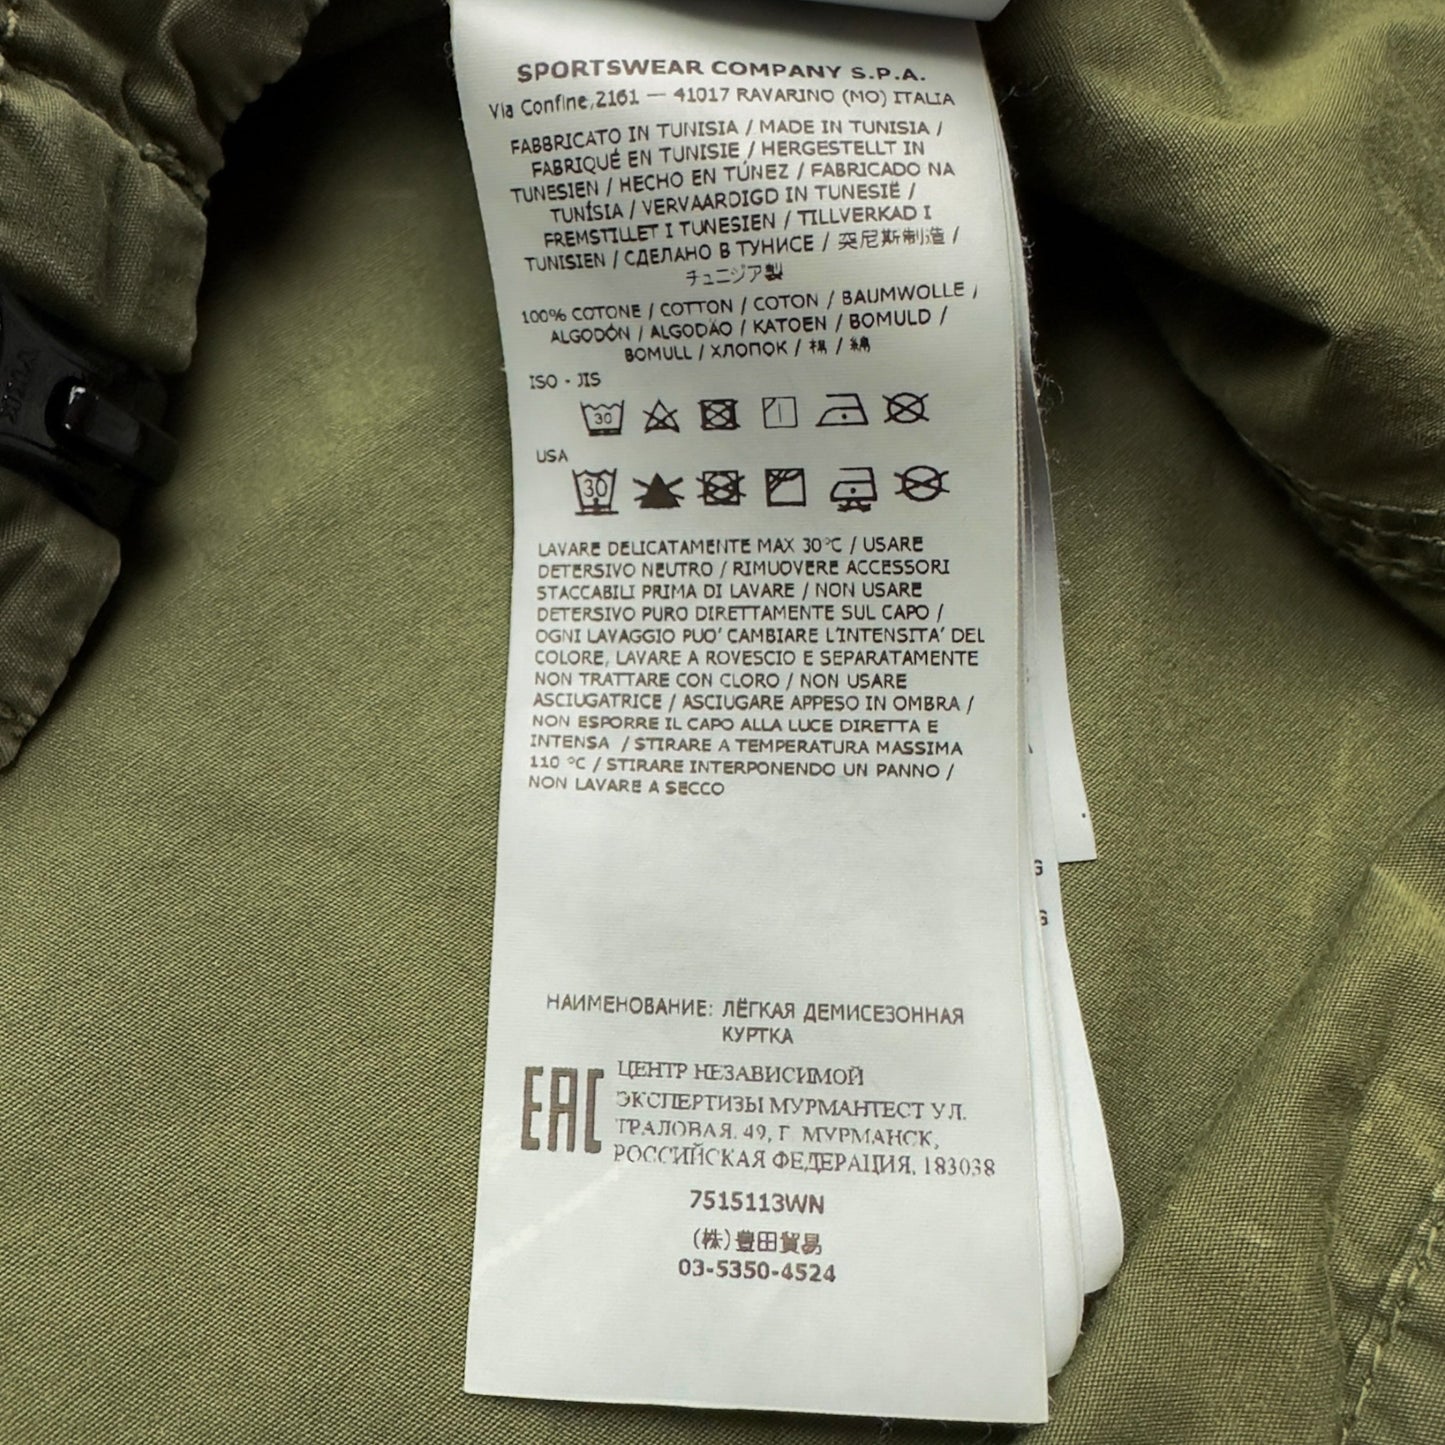 SPORTSWEAR COMPANY S.P.A.
Via Confine,2161 — 41017 RAVARINO (MO) ITALIA
FABBRICATO IN TUNISIA / MADE IN TUNISIA /
FABRIQUÉ EN TUNISIE / HERGESTELLT IN
TUNESIEN / HECHO EN TÚNEZ / FABRICADO NA
TUNÍSIA / VERVAARDIGD IN TUNESIË /
FREMSTILLET I TUNESIEN / TILLVERKAD I
TUNISIEN / СДЕЛАНО В ТУНИСЕ / 突尼斯制造 /
チュニジア製
100% COTONE / COTTON / COTON / BAUMWOLLE /
ALGODÓN / ALGODÃO / KATOEN / BOMULD /
BOMULL / ХЛОПОК / 棉 / 綿
ISO - JIS
30
USA
30
LAVARE DELICATAMENTE MAX 30°C / USARE
DETERSIVO NEUTRO / RIMUOVERE ACCESSORI
STACCABILI PRIMA DI LAVARE / NON USARE
DETERSIVO PURO DIRETTAMENTE SUL CAPO /
OGNI LAVAGGIO PUO' CAMBIARE L'INTENSITA' DEL
COLORE, LAVARE A ROVESCIO E SEPARATAMENTE
NON TRATTARE CON CLORO / NON USARE
ASCIUGATRICE / ASCIUGARE APPESO IN OMBRA /
NON ESPORRE IL CAPO ALLA LUCE DIRETTA E
INTENSA / STIRARE A TEMPERATURA MASSIMA
110 °C / STIRARE INTERPONENDO UN PANNO /
NON LAVARE A SECCO
НАИМЕНОВАНИЕ: ЛЁГКАЯ ДЕМИСЕЗОННАЯ
КУРТКА
EAC
ЦЕНТР НЕЗАВИСИМОЙ
ЭКСПЕРТИЗЫ МУРМАНТЕСТ УЛ.
ТРАЛОВАЯ, 49, Г. МУРМАНСК,
РОССИЙСКАЯ ФЕДЕРАЦИЯ, 183038
7515113WN
(株)豊田貿易
03-5350-4524